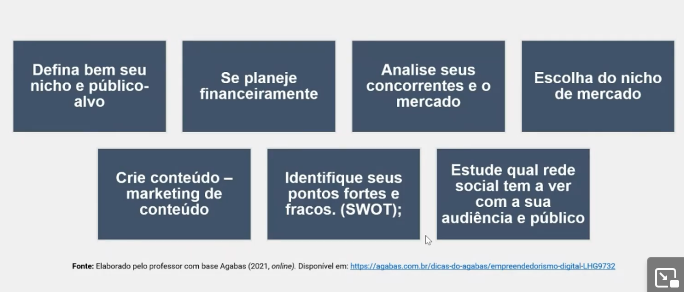 Defina bem seu
nicho e público-
alvo
Se planeje
financeiramente
Analise seus
concorrentes e o
mercado
Escolha do nicho
de mercado
Crie conteúdo –
marketing de
conteúdo
Identifique seus
pontos fortes e
fracos. (SWOT);
Estude qual rede
social tem a ver
com a sua
audiência e público
Fonte: Elaborado pelo professor com base Agabas (2021, online). Disponível em: https://agabas.com.br/dicas-do-agabas/empreendedorismo-digital-LHG9732